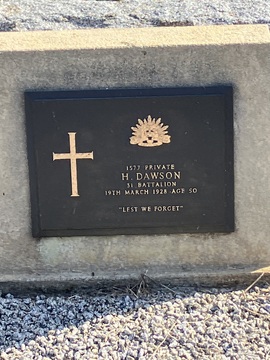 1577 PRIVATE
H. DAWSON
31 BATTALION
19TH MARCH 1928 AGE 50
"LEST WE FORGET"